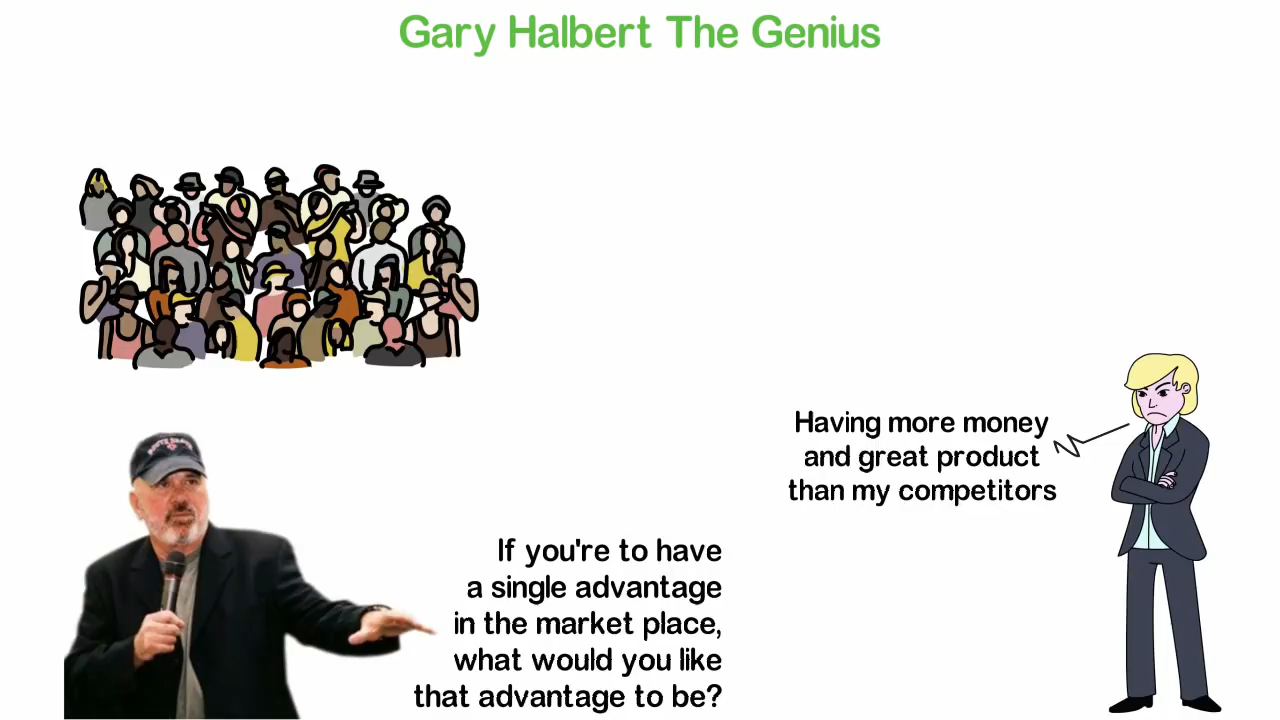 Gary Halbert The Genius
Having more money
and great product
than my competitors
If you're to have
a single advantage
in the market place,
what would you like
that advantage to be?